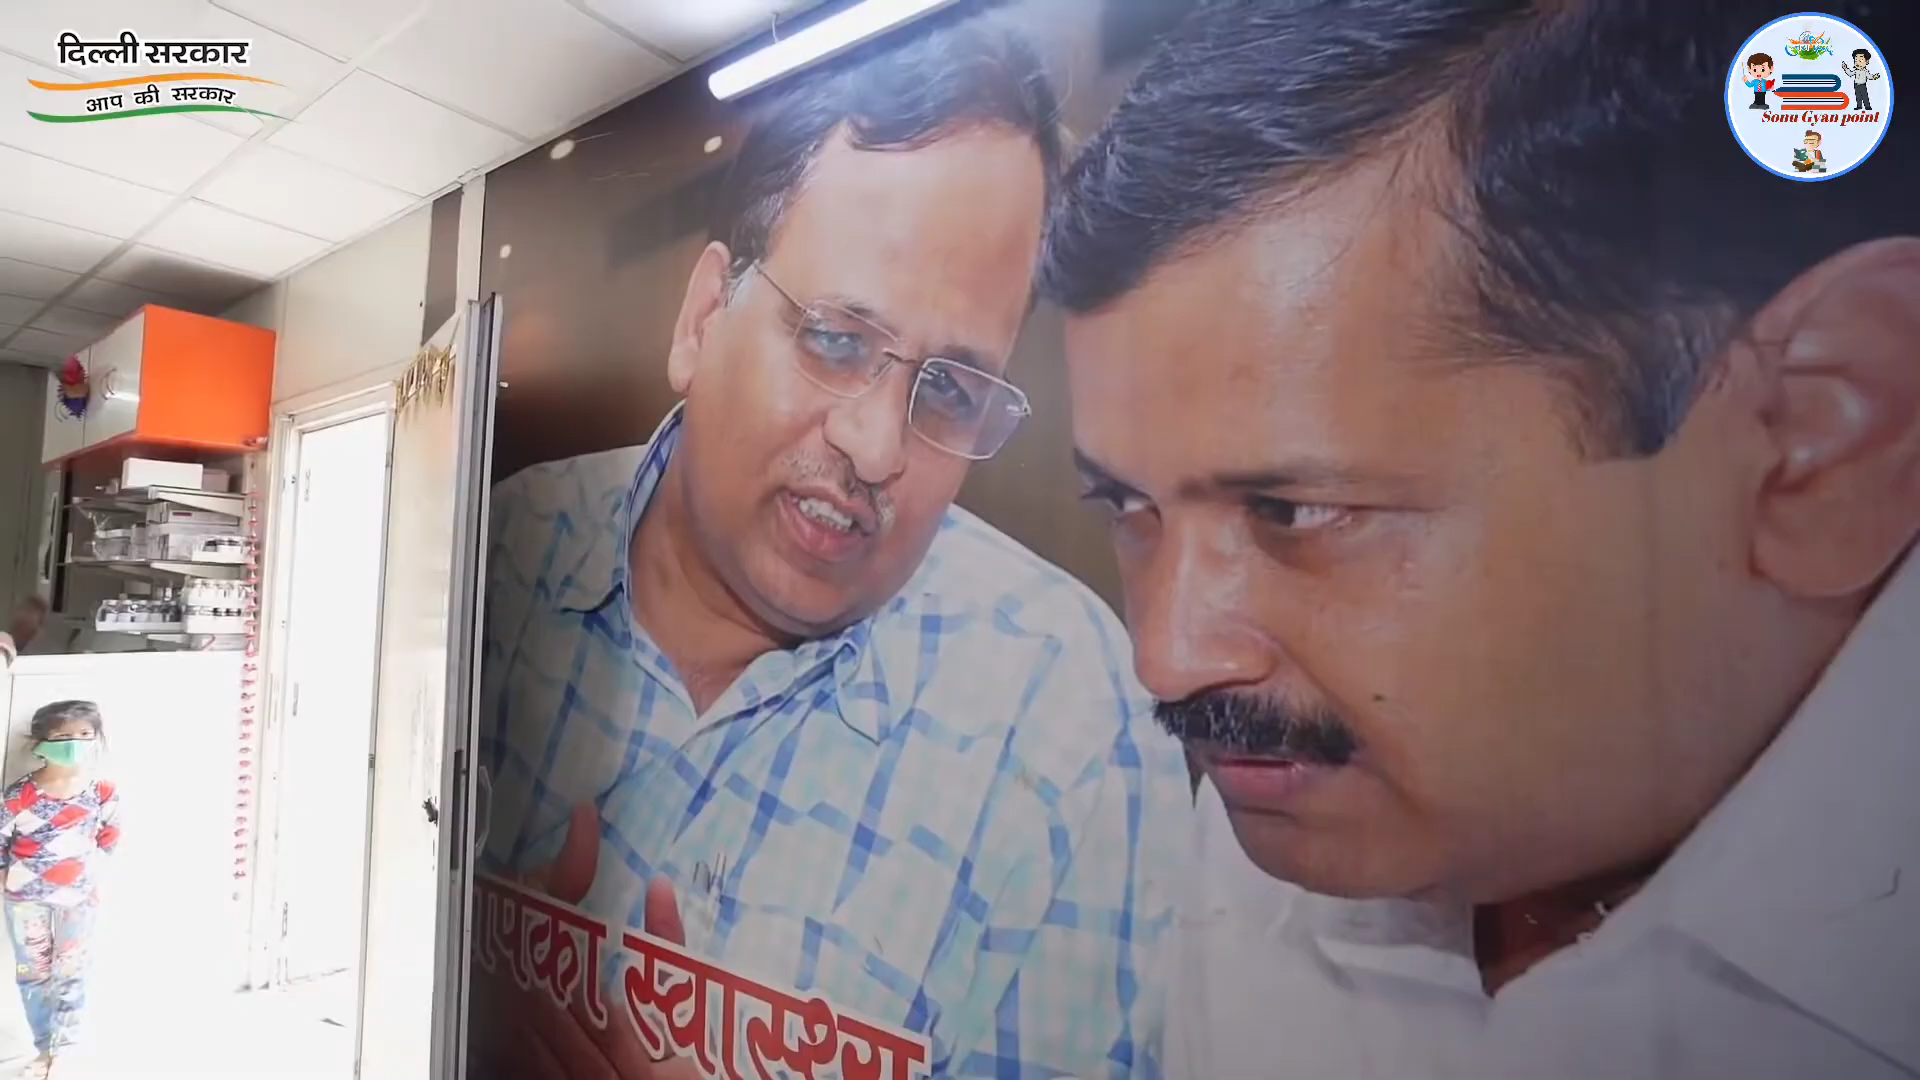 दिल्ली सरकार
आप की सरकार
Sonu Gyan point
स्वास्थ्य